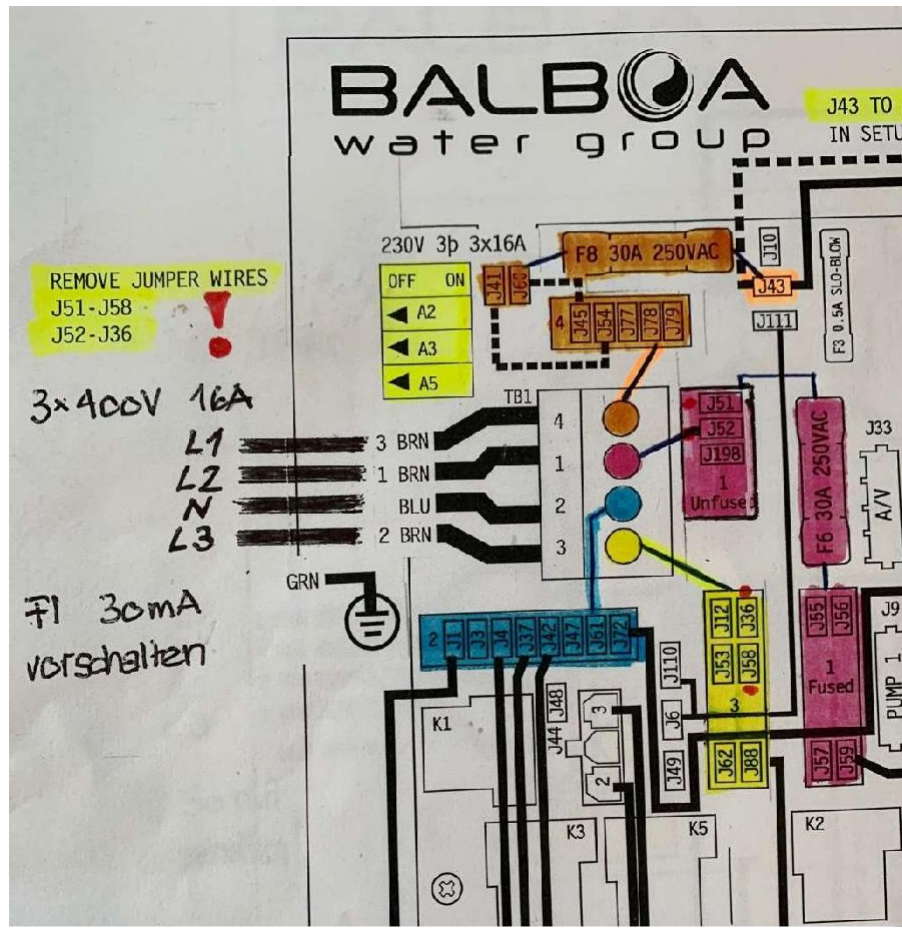 BALBOA
water group
J43 TO
IN SETU
230V 3þ 3x16A
OFF ON
A2
A3
A5
REMOVE JUMPER WIRES
J51-J58
J52-J36
!
3×400V 16A
L1
L2
N
L3
3 BRN
1 BRN
BLU
2 BRN
GRN
FI 30mA
vorschalten
J41
J60
F8 30A 250VAC
J10
J43
J111
F3 0.5A SLO-BLOW
4
J45
J54
J77
J78
J79
TB1
4
1
2
3
J51
J52
J198
1
Unfused
F6 30A 250VAC
J33
A/V
2
J1
J3
J4
J37
J42
J47
J61
J72
J12
J36
J53
J58
3
J62
J88
J55
J56
1
Fused
J57
J59
J9
PUMP 1
J110
J6
J49
J48
J44
3
2
K1
K3
K5
K2